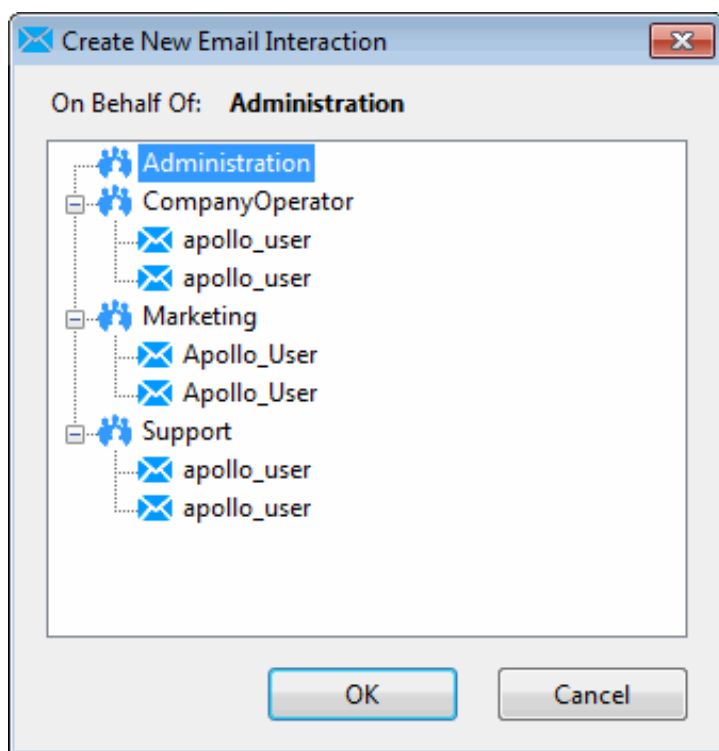 Create New Email Interaction
On Behalf Of: Administration
Administration
CompanyOperator
apollo_user
apollo_user
Marketing
Apollo_User
Apollo_User
Support
apollo_user
apollo_user
OK Cancel